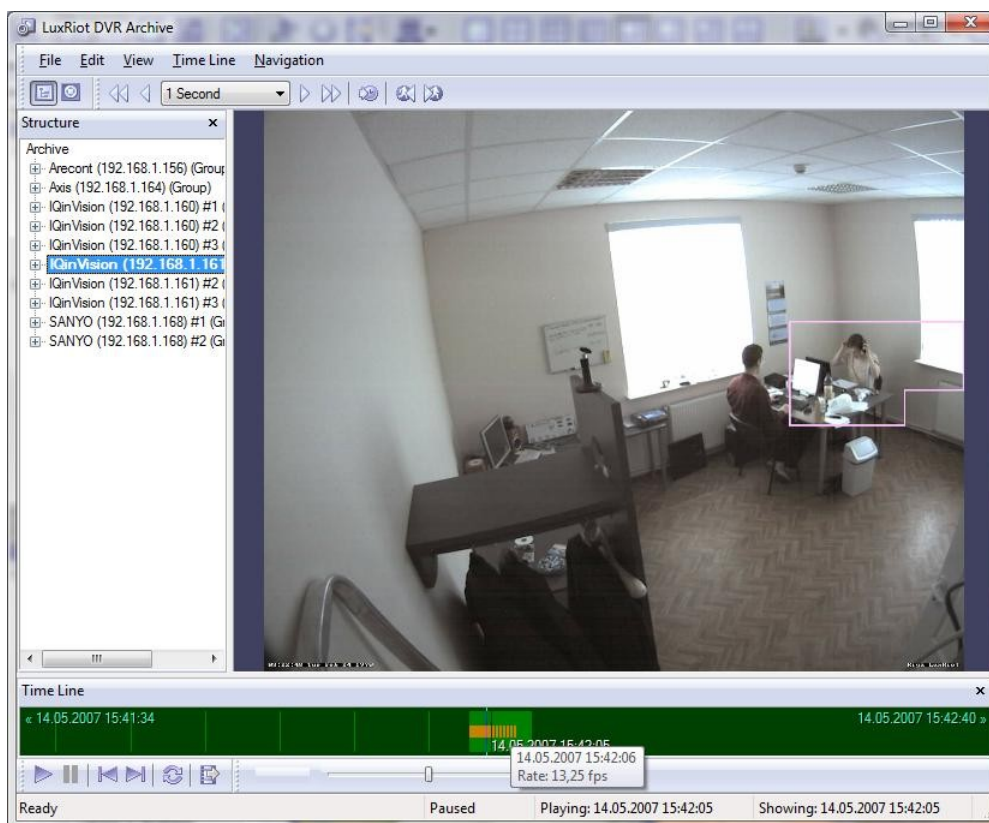 LuxRiot DVR Archive
File Edit View Time Line Navigation
1 Second
Structure x
Archive
Arecont (192.168.1.156) (Group
Axis (192.168.1.164) (Group)
IQinVision (192.168.1.160) #1 (
IQinVision (192.168.1.160) #2 (
IQinVision (192.168.1.160) #3 (
IQinVision (192.168.1.161
IQinVision (192.168.1.161) #2 (
IQinVision (192.168.1.161) #3 (
SANYO (192.168.1.168) #1 (Gr
SANYO (192.168.1.168) #2 (Gr
Time Line x
« 14.05.2007 15:41:34 14.05.2007 15:42:40 »
14.05.2007 15:42:05
14.05.2007 15:42:06
Rate: 13,25 fps
Ready Paused Playing: 14.05.2007 15:42:05 Showing: 14.05.2007 15:42:05